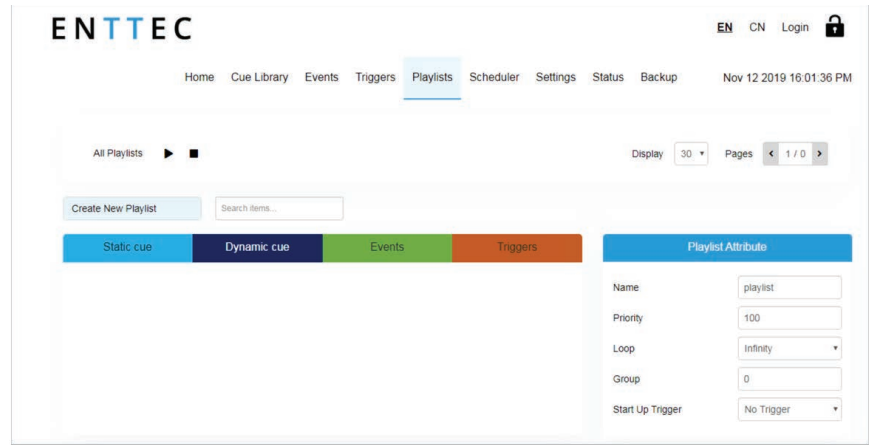 ENTTEC
EN CN Login
Home Cue Library Events Triggers Playlists Scheduler Settings Status Backup Nov 12 2019 16:01:36 PM
All Playlists Display 30 Pages < 1 / 0 >
Create New Playlist Search items...
Static cue Dynamic cue Events Triggers Playlist Attribute
Name playlist
Priority 100
Loop Infinity
Group 0
Start Up Trigger No Trigger